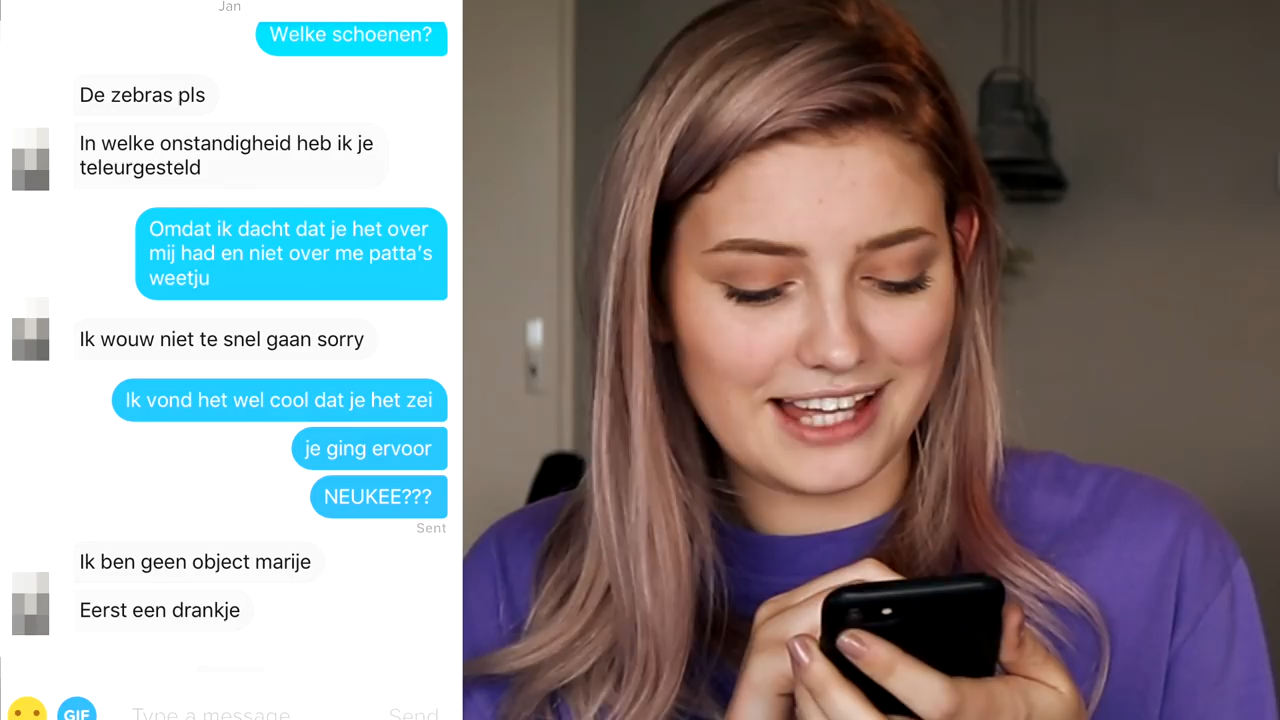 Jan
Welke schoenen?
De zebras pls
In welke onstandigheid heb ik je
teleurgesteld
Omdat ik dacht dat je het over
mij had en niet over me patta's
weetju
Ik wouw niet te snel gaan sorry
Ik vond het wel cool dat je het zei
je ging ervoor
NEUKEE???
Sent
Ik ben geen object marije
Eerst een drankje
GIF
Type a message
Send